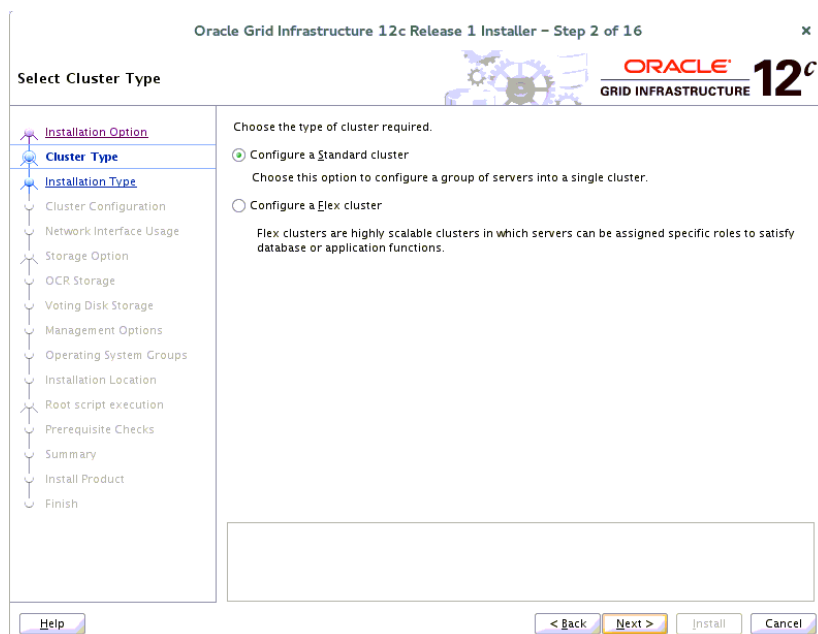 Oracle Grid Infrastructure 12c Release 1 Installer – Step 2 of 16
Select Cluster Type
ORACLE
GRID INFRASTRUCTURE
12c
Installation Option
Cluster Type
Installation Type
Cluster Configuration
Network Interface Usage
Storage Option
OCR Storage
Voting Disk Storage
Management Options
Operating System Groups
Installation Location
Root script execution
Prerequisite Checks
Summary
Install Product
Finish
Choose the type of cluster required.
Configure a Standard cluster
Choose this option to configure a group of servers into a single cluster.
Configure a Flex cluster
Flex clusters are highly scalable clusters in which servers can be assigned specific roles to satisfy
database or application functions.
Help
< Back
Next >
Install
Cancel